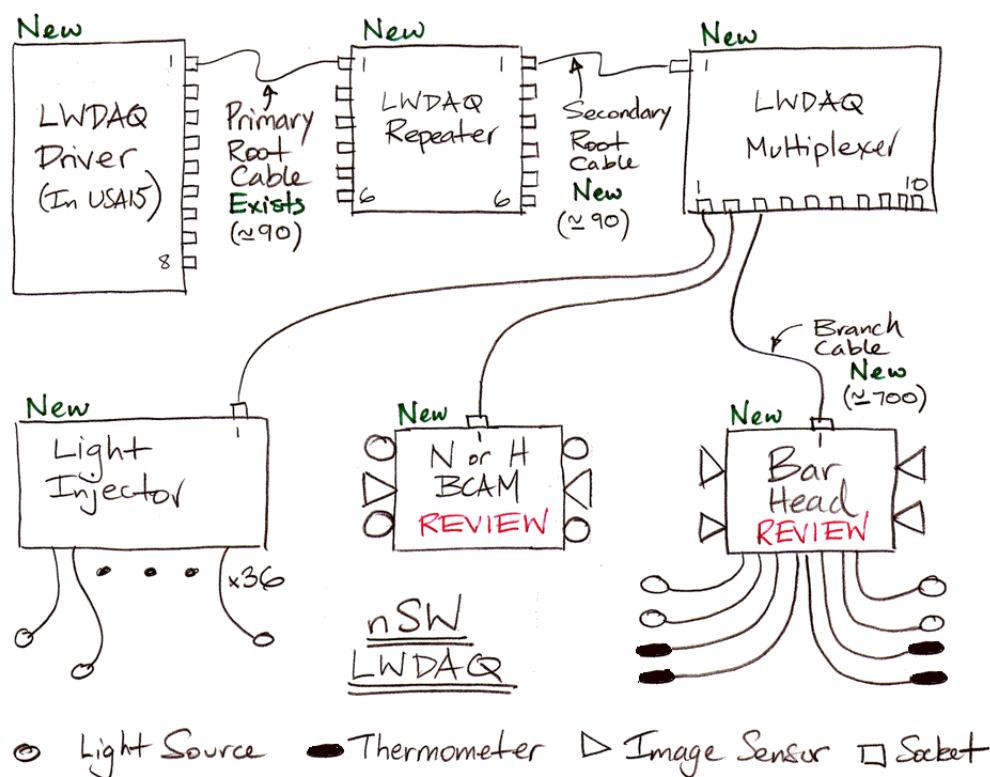 New
1
LWDAQ
Driver
(In USA15)
8
Primary
Root
Cable
Exists
(≃90)
New
1
1
LWDAQ
Repeater
6
6
Secondary
Root
Cable
New
(≃90)
New
1
LWDAQ
Multiplexer
1
10
Branch
Cable
New
(≃700)
New
1
Light
Injector
x36
New
1
N or H
BCAM
REVIEW
New
1
Bar
Head
REVIEW
nSW
LWDAQ
Light Source
Thermometer
Image Sensor
Socket